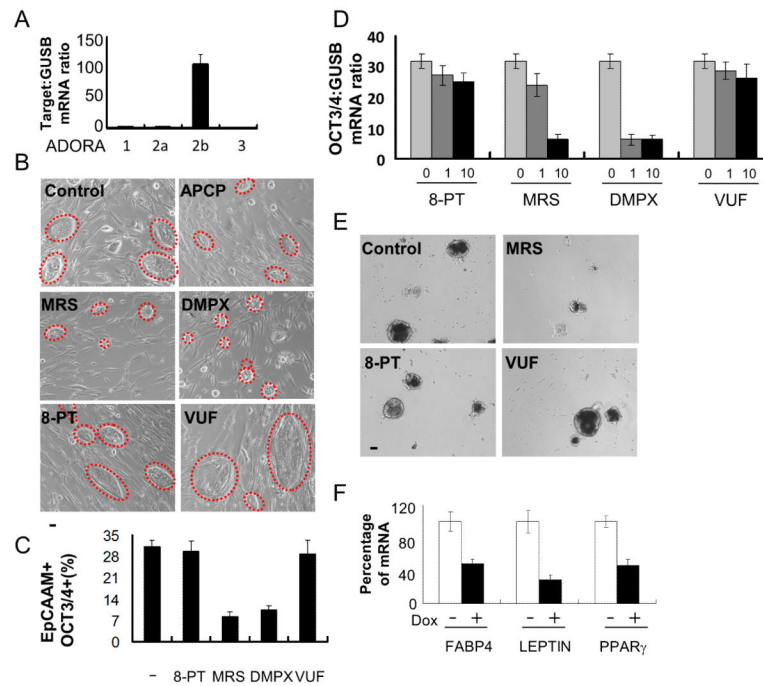 A
Target:GUSB
mRNA ratio
150
100
50
0
ADORA 1 2a 2b 3
B
Control
APCP
MRS
DMPX
8-PT
VUF
C
EpCAAM+
OCT3/4+(%)
35
28
21
14
7
0
– 8-PT MRS DMPX VUF
D
OCT3/4:GUSB
mRNA ratio
40
30
20
10
0
0 1 10 0 1 10 0 1 10 0 1 10
8-PT MRS DMPX VUF
E
Control
MRS
8-PT
VUF
F
Percentage
of mRNA
120
80
40
0
Dox – + – + – +
FABP4 LEPTIN PPARγ